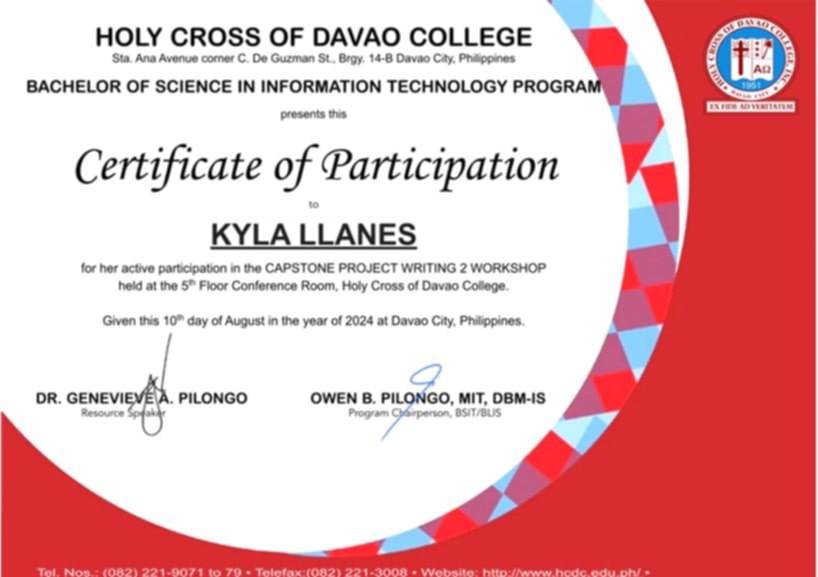 HOLY CROSS OF DAVAO COLLEGE
Sta. Ana Avenue corner C. De Guzman St., Brgy. 14-B Davao City, Philippines
BACHELOR OF SCIENCE IN INFORMATION TECHNOLOGY PROGRAM
presents this
Certificate of Participation
to
KYLA LLANES
for her active participation in the CAPSTONE PROJECT WRITING 2 WORKSHOP
held at the 5th Floor Conference Room, Holy Cross of Davao College.
Given this 10th day of August in the year of 2024 at Davao City, Philippines.
DR. GENEVIEVE A. PILONGO
Resource Speaker
OWEN B. PILONGO, MIT, DBM-IS
Program Chairperson, BSIT/BLIS
HOLY CROSS OF DAVAO COLLEGE, INC.
ΑΩ
1951
DAVAO CITY
EX FIDE AD VERITATEM
Tel. Nos.: (082) 221-9071 to 79 • Telefax:(082) 221-3008 • Website: http://www.hcdc.edu.ph/ •